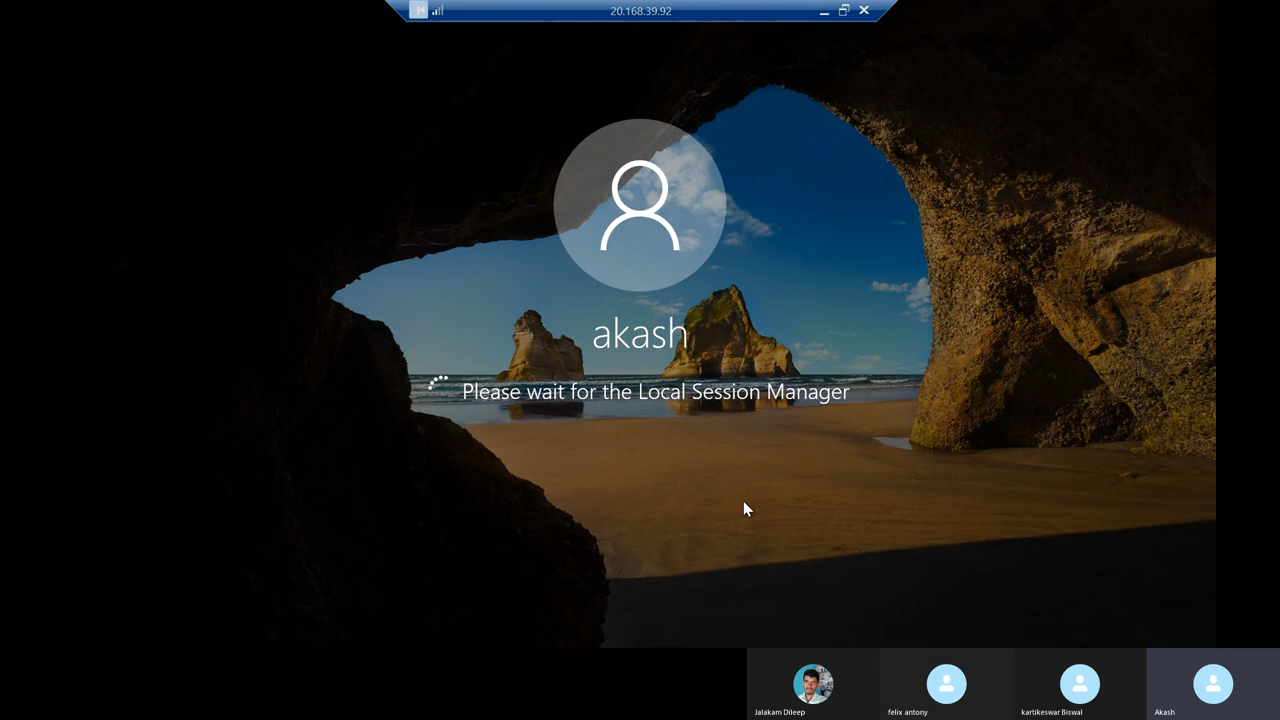 20.168.39.92
akash
Please wait for the Local Session Manager
Jalakam Dileep
felix antony
kartikeswar Biswal
Akash